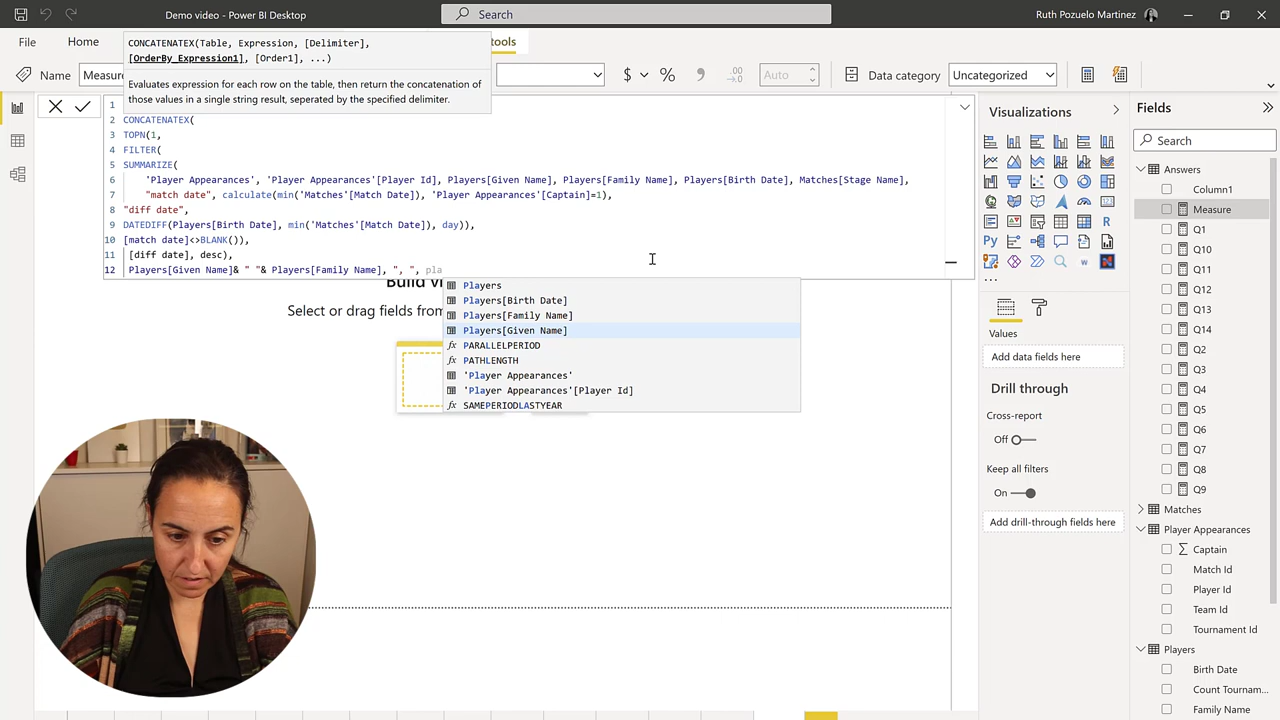 Demo video - Power BI Desktop
Search
Ruth Pozuelo Martinez
File
Home
tools
CONCATENATEX(Table, Expression, [Delimiter],
[OrderBy_Expression1], [Order1], ...)
Evaluates expression for each row on the table, then return the concatenation
of those values in a single string result, seperated by the specified delimiter.
Name
Measure
$
%
Auto
Data category
Uncategorized
1
2 CONCATENATEX(
3 TOPN(1,
4 FILTER(
5 SUMMARIZE(
6 'Player Appearances', 'Player Appearances'[Player Id], Players[Given Name], Players[Family Name], Players[Birth Date], Matches[Stage Name],
7 "match date", calculate(min('Matches'[Match Date]), 'Player Appearances'[Captain]=1),
8 "diff date",
9 DATEDIFF(Players[Birth Date], min('Matches'[Match Date]), day)),
10 [match date]<>BLANK()),
11 [diff date], desc),
12 Players[Given Name]& " "& Players[Family Name], ", ", pla
Select or drag fields from
Players
Players[Birth Date]
Players[Family Name]
Players[Given Name]
PARALLELPERIOD
PATHLENGTH
'Player Appearances'
'Player Appearances'[Player Id]
SAMEPERIODLASTYEAR
Visualizations
Values
Add data fields here
Drill through
Cross-report
Off
Keep all filters
On
Add drill-through fields here
Fields
Search
Answers
Column1
Measure
Q1
Q10
Q11
Q12
Q13
Q14
Q2
Q3
Q4
Q5
Q6
Q7
Q8
Q9
Matches
Player Appearances
Captain
Match Id
Player Id
Team Id
Tournament Id
Players
Birth Date
Count Tournam...
Family Name